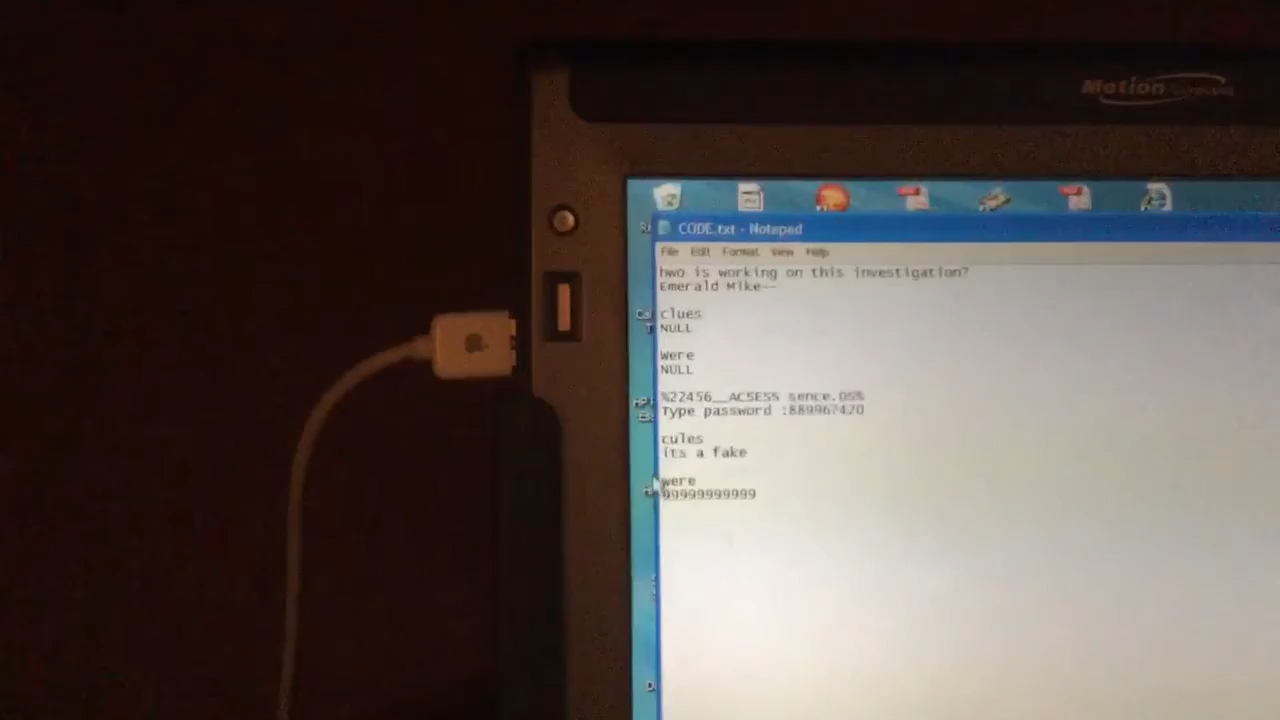 Motion
CODE.txt - Notepad
File Edit Format View Help
hwo is working on this investigation?
Emerald Mike--
clues
NULL
Were
NULL
%22456__ACSESS sence.OS%
Type password :889967420
cules
its a fake
were
99999999999